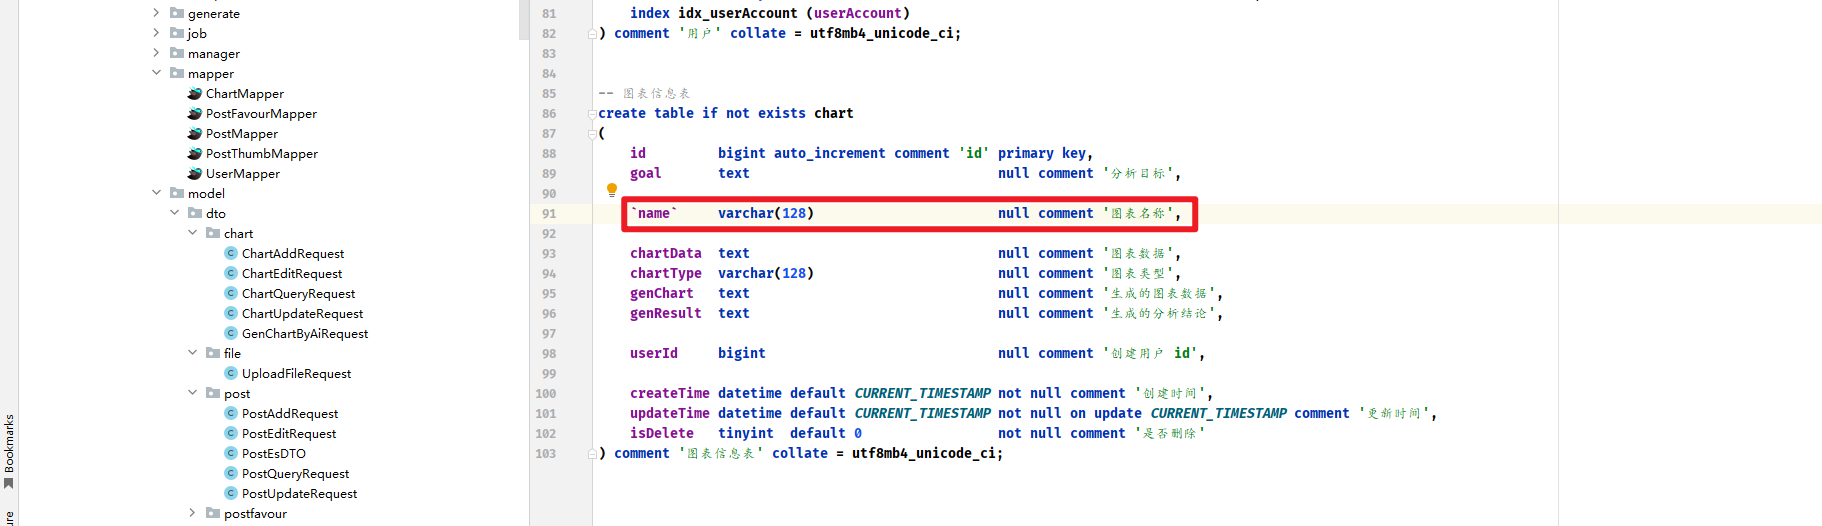 generate
job
manager
mapper
ChartMapper
PostFavourMapper
PostMapper
PostThumbMapper
UserMapper
model
dto
chart
ChartAddRequest
ChartEditRequest
ChartQueryRequest
ChartUpdateRequest
GenChartByAiRequest
file
UploadFileRequest
post
PostAddRequest
PostEditRequest
PostEsDTO
PostQueryRequest
PostUpdateRequest
postfavour
Bookmarks
ure
81 index idx_userAccount (userAccount)
82 ) comment '用户' collate = utf8mb4_unicode_ci;
83
84
85 -- 图表信息表
86 create table if not exists chart
87 (
88 id bigint auto_increment comment 'id' primary key,
89 goal text null comment '分析目标',
90
91 `name` varchar(128) null comment '图表名称',
92
93 chartData text null comment '图表数据',
94 chartType varchar(128) null comment '图表类型',
95 genChart text null comment '生成的图表数据',
96 genResult text null comment '生成的分析结论',
97
98 userId bigint null comment '创建用户 id',
99
100 createTime datetime default CURRENT_TIMESTAMP not null comment '创建时间',
101 updateTime datetime default CURRENT_TIMESTAMP not null on update CURRENT_TIMESTAMP comment '更新时间',
102 isDelete tinyint default 0 not null comment '是否删除'
103 ) comment '图表信息表' collate = utf8mb4_unicode_ci;